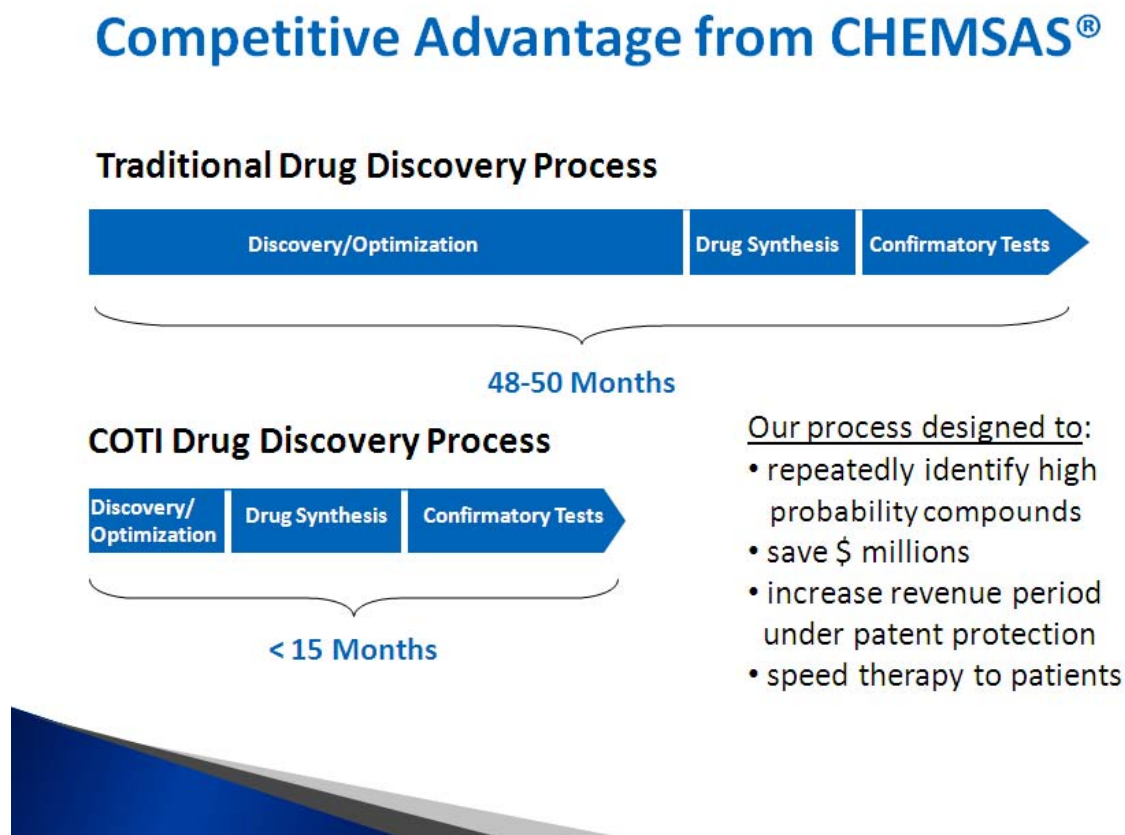 Competitive Advantage from CHEMSAS®
Traditional Drug Discovery Process
Discovery/Optimization
Drug Synthesis
Confirmatory Tests
48-50 Months
COTI Drug Discovery Process
Discovery/
Optimization
Drug Synthesis
Confirmatory Tests
< 15 Months
Our process designed to:
• repeatedly identify high
probability compounds
• save $ millions
• increase revenue period
under patent protection
• speed therapy to patients